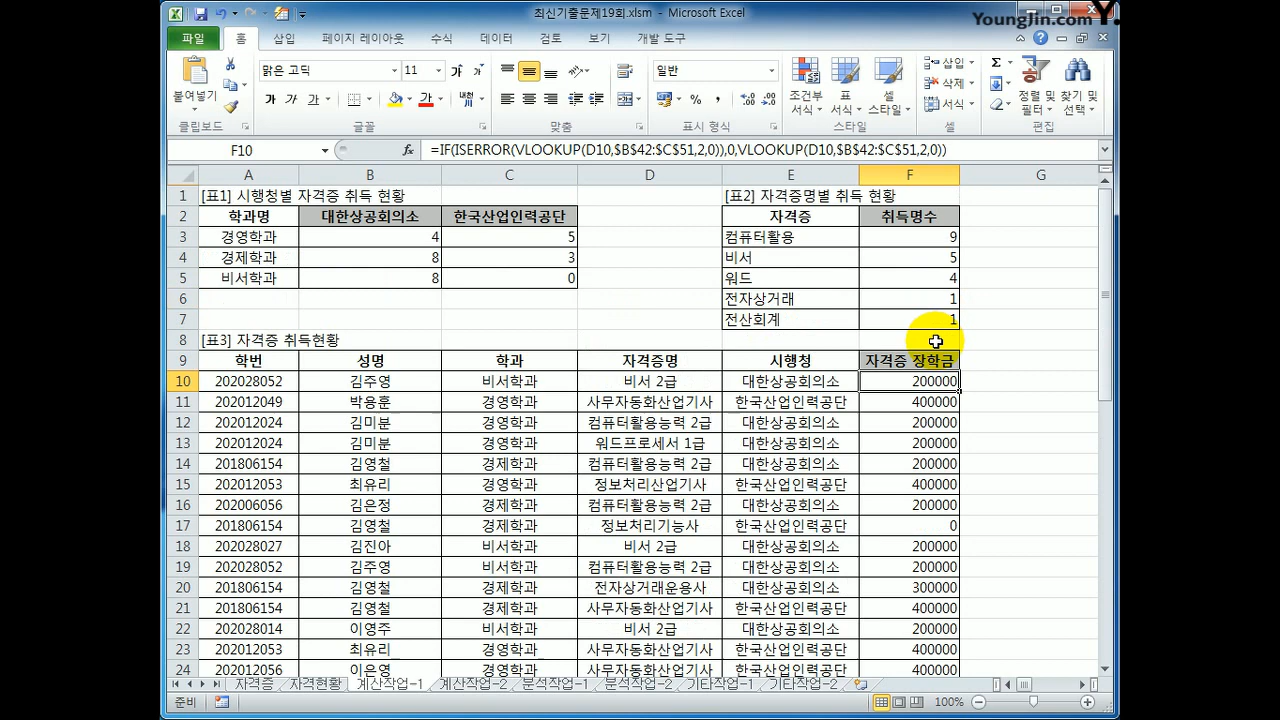 최신기출문제19회.xlsm - Microsoft Excel
YoungJin.com Y.
파일 홈 삽입 페이지 레이아웃 수식 데이터 검토 보기 개발 도구
맑은 고딕 11 일반
붙여넣기 조건부 서식 표 서식 셀 스타일 삽입 삭제 서식 정렬 및 필터 찾기 및 선택
클립보드 글꼴 맞춤 표시 형식 스타일 셀 편집
F10 fx =IF(ISERROR(VLOOKUP(D10,$B$42:$C$51,2,0)),0,VLOOKUP(D10,$B$42:$C$51,2,0))
A B C D E F G
1 [표1] 시행청별 자격증 취득 현황 [표2] 자격증명별 취득 현황
2 학과명 대한상공회의소 한국산업인력공단 자격증 취득명수
3 경영학과 4 5 컴퓨터활용 9
4 경제학과 8 3 비서 5
5 비서학과 8 0 워드 4
6 전자상거래 1
7 전산회계 1
8 [표3] 자격증 취득현황
9 학번 성명 학과 자격증명 시행청 자격증 장학금
10 202028052 김주영 비서학과 비서 2급 대한상공회의소 200000
11 202012049 박용훈 경영학과 사무자동화산업기사 한국산업인력공단 400000
12 202012024 김미분 경영학과 컴퓨터활용능력 2급 대한상공회의소 200000
13 202012024 김미분 경영학과 워드프로세서 1급 대한상공회의소 200000
14 201806154 김영철 경제학과 컴퓨터활용능력 2급 대한상공회의소 200000
15 202012053 최유리 경영학과 정보처리산업기사 한국산업인력공단 400000
16 202006056 김은정 경제학과 컴퓨터활용능력 2급 대한상공회의소 200000
17 201806154 김영철 경제학과 정보처리기능사 한국산업인력공단 0
18 202028027 김진아 비서학과 비서 2급 대한상공회의소 200000
19 202028052 김주영 비서학과 컴퓨터활용능력 2급 대한상공회의소 200000
20 201806154 김영철 경제학과 전자상거래운용사 대한상공회의소 300000
21 201806154 김영철 경제학과 사무자동화산업기사 한국산업인력공단 400000
22 202028014 이영주 비서학과 비서 2급 대한상공회의소 200000
23 202012053 최유리 경영학과 사무자동화산업기사 한국산업인력공단 400000
24 202012056 이은영 경영학과 사무자동화산업기사 한국산업인력공단 400000
자격증 자격현황 계산작업-1 계산작업-2 분석작업-1 분석작업-2 기타작업-1 기타작업-2
준비 100%